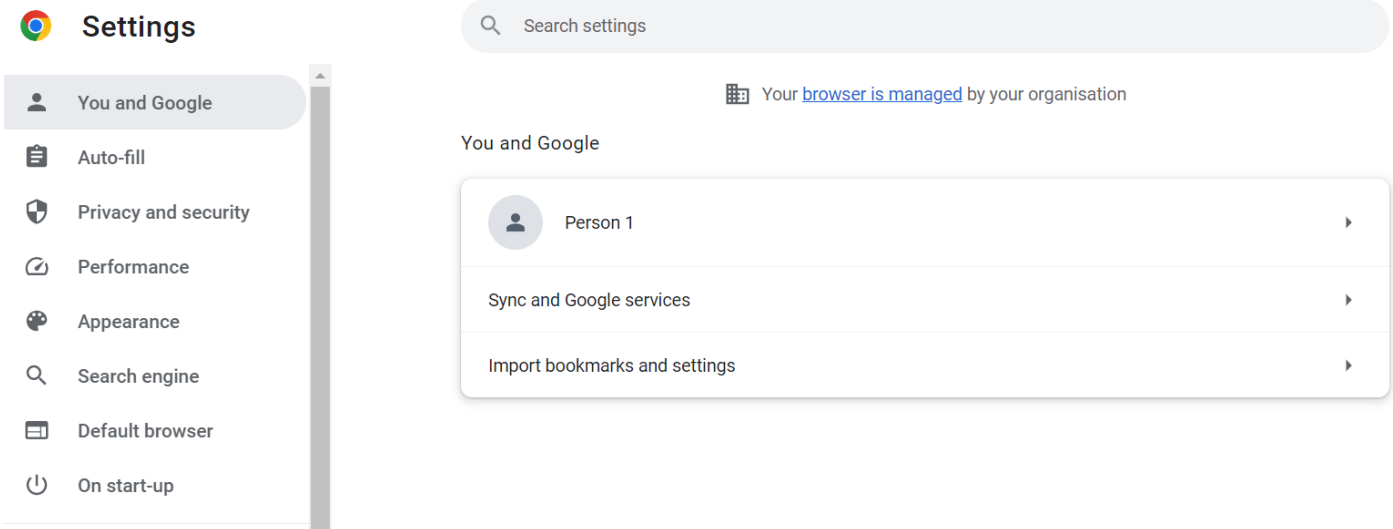 Settings
Search settings
You and Google
Auto-fill
Privacy and security
Performance
Appearance
Search engine
Default browser
On start-up
Your browser is managed by your organisation
You and Google
Person 1
Sync and Google services
Import bookmarks and settings